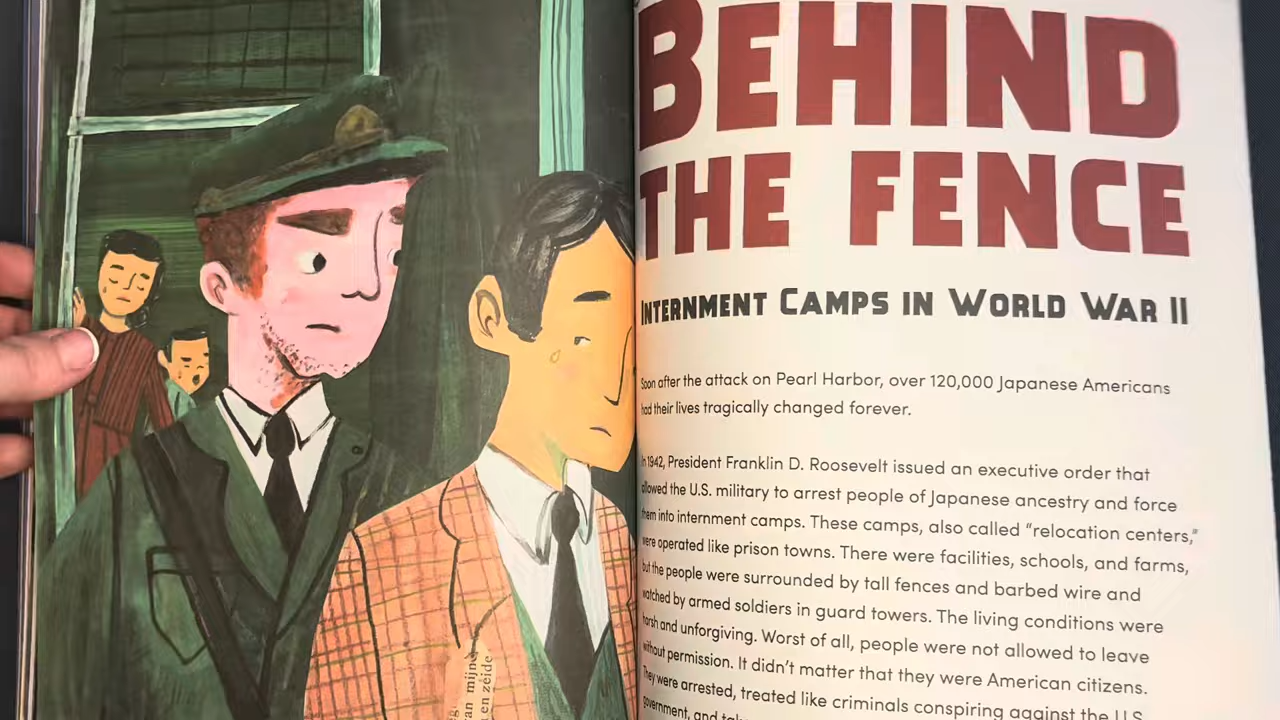 BEHIND
THE FENCE
INTERNMENT CAMPS IN WORLD WAR II
Soon after the attack on Pearl Harbor, over 120,000 Japanese Americans
had their lives tragically changed forever.
In 1942, President Franklin D. Roosevelt issued an executive order that
allowed the U.S. military to arrest people of Japanese ancestry and force
them into internment camps. These camps, also called “relocation centers,”
were operated like prison towns. There were facilities, schools, and farms,
but the people were surrounded by tall fences and barbed wire and
watched by armed soldiers in guard towers. The living conditions were
harsh and unforgiving. Worst of all, people were not allowed to leave
without permission. It didn’t matter that they were American citizens.
They were arrested, treated like criminals conspiring against the U.S.
government, and
an mijne
en zeide